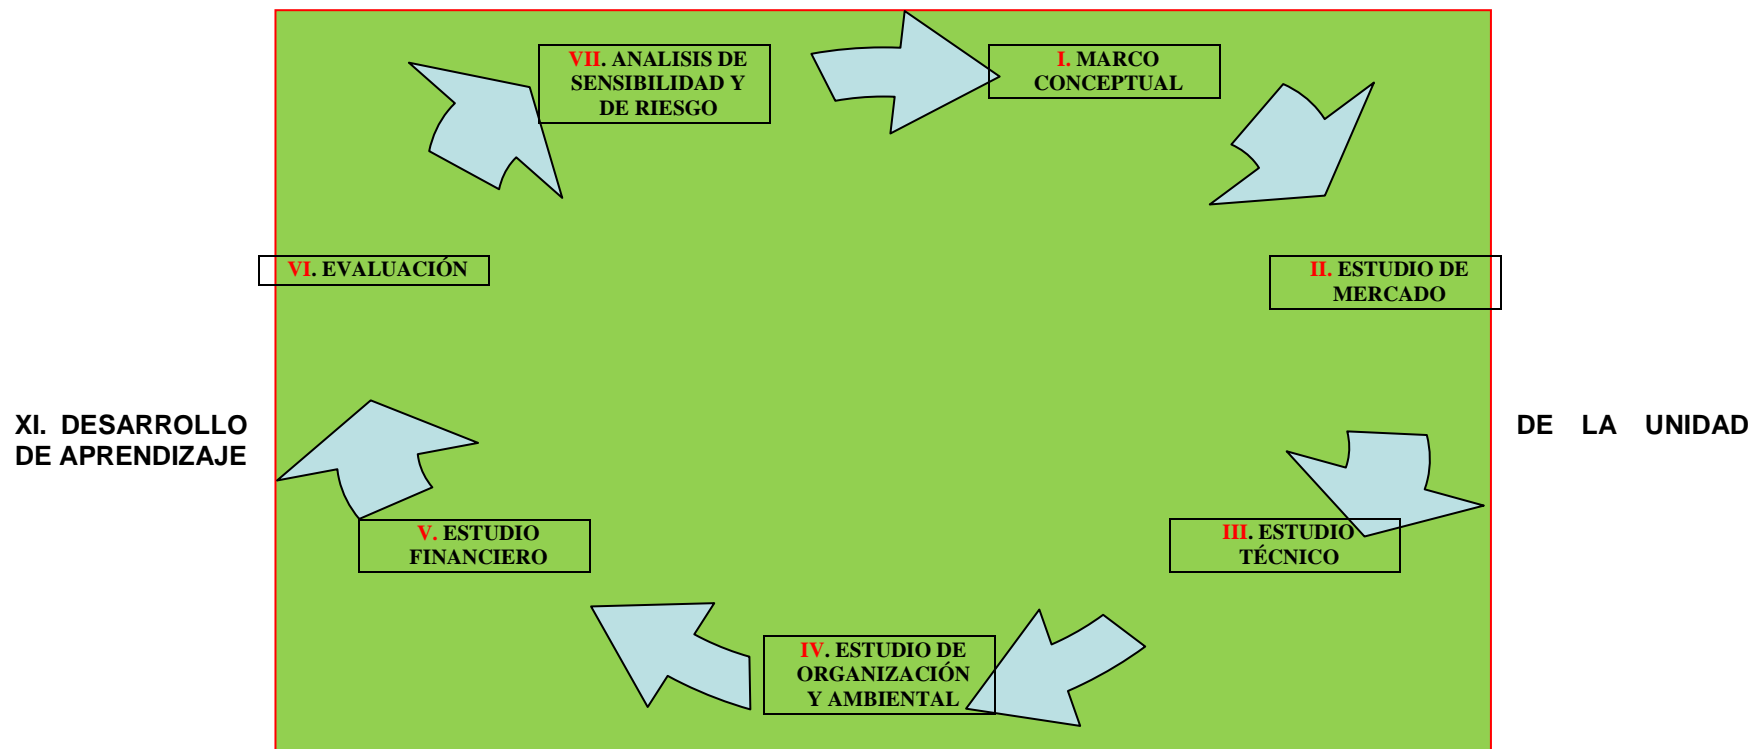 VII. ANALISIS DE
SENSIBILIDAD Y
DE RIESGO
I. MARCO
CONCEPTUAL
VI. EVALUACIÓN
II. ESTUDIO DE
MERCADO
XI. DESARROLLO DE LA UNIDAD
DE APRENDIZAJE
V. ESTUDIO
FINANCIERO
III. ESTUDIO
TÉCNICO
IV. ESTUDIO DE
ORGANIZACIÓN
Y AMBIENTAL